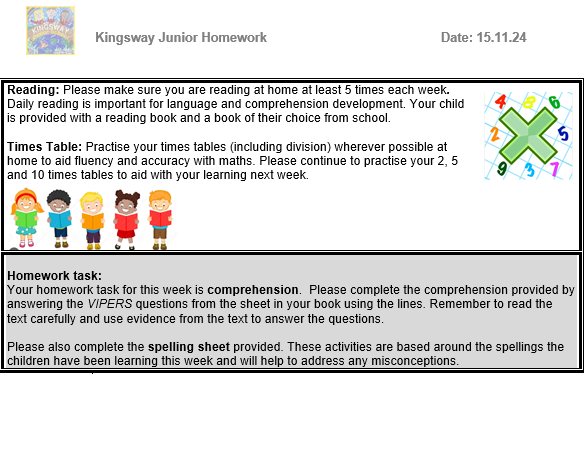 KINGSWAY
Kingsway Junior Homework Date: 15.11.24
Reading: Please make sure you are reading at home at least 5 times each week.
Daily reading is important for language and comprehension development. Your child
is provided with a reading book and a book of their choice from school.
Times Table: Practise your times tables (including division) wherever possible at
home to aid fluency and accuracy with maths. Please continue to practise your 2, 5
and 10 times tables to aid with your learning next week.
4 8 6
2 5
9 3 7
Homework task:
Your homework task for this week is comprehension. Please complete the comprehension provided by
answering the VIPERS questions from the sheet in your book using the lines. Remember to read the
text carefully and use evidence from the text to answer the questions.
Please also complete the spelling sheet provided. These activities are based around the spellings the
children have been learning this week and will help to address any misconceptions.